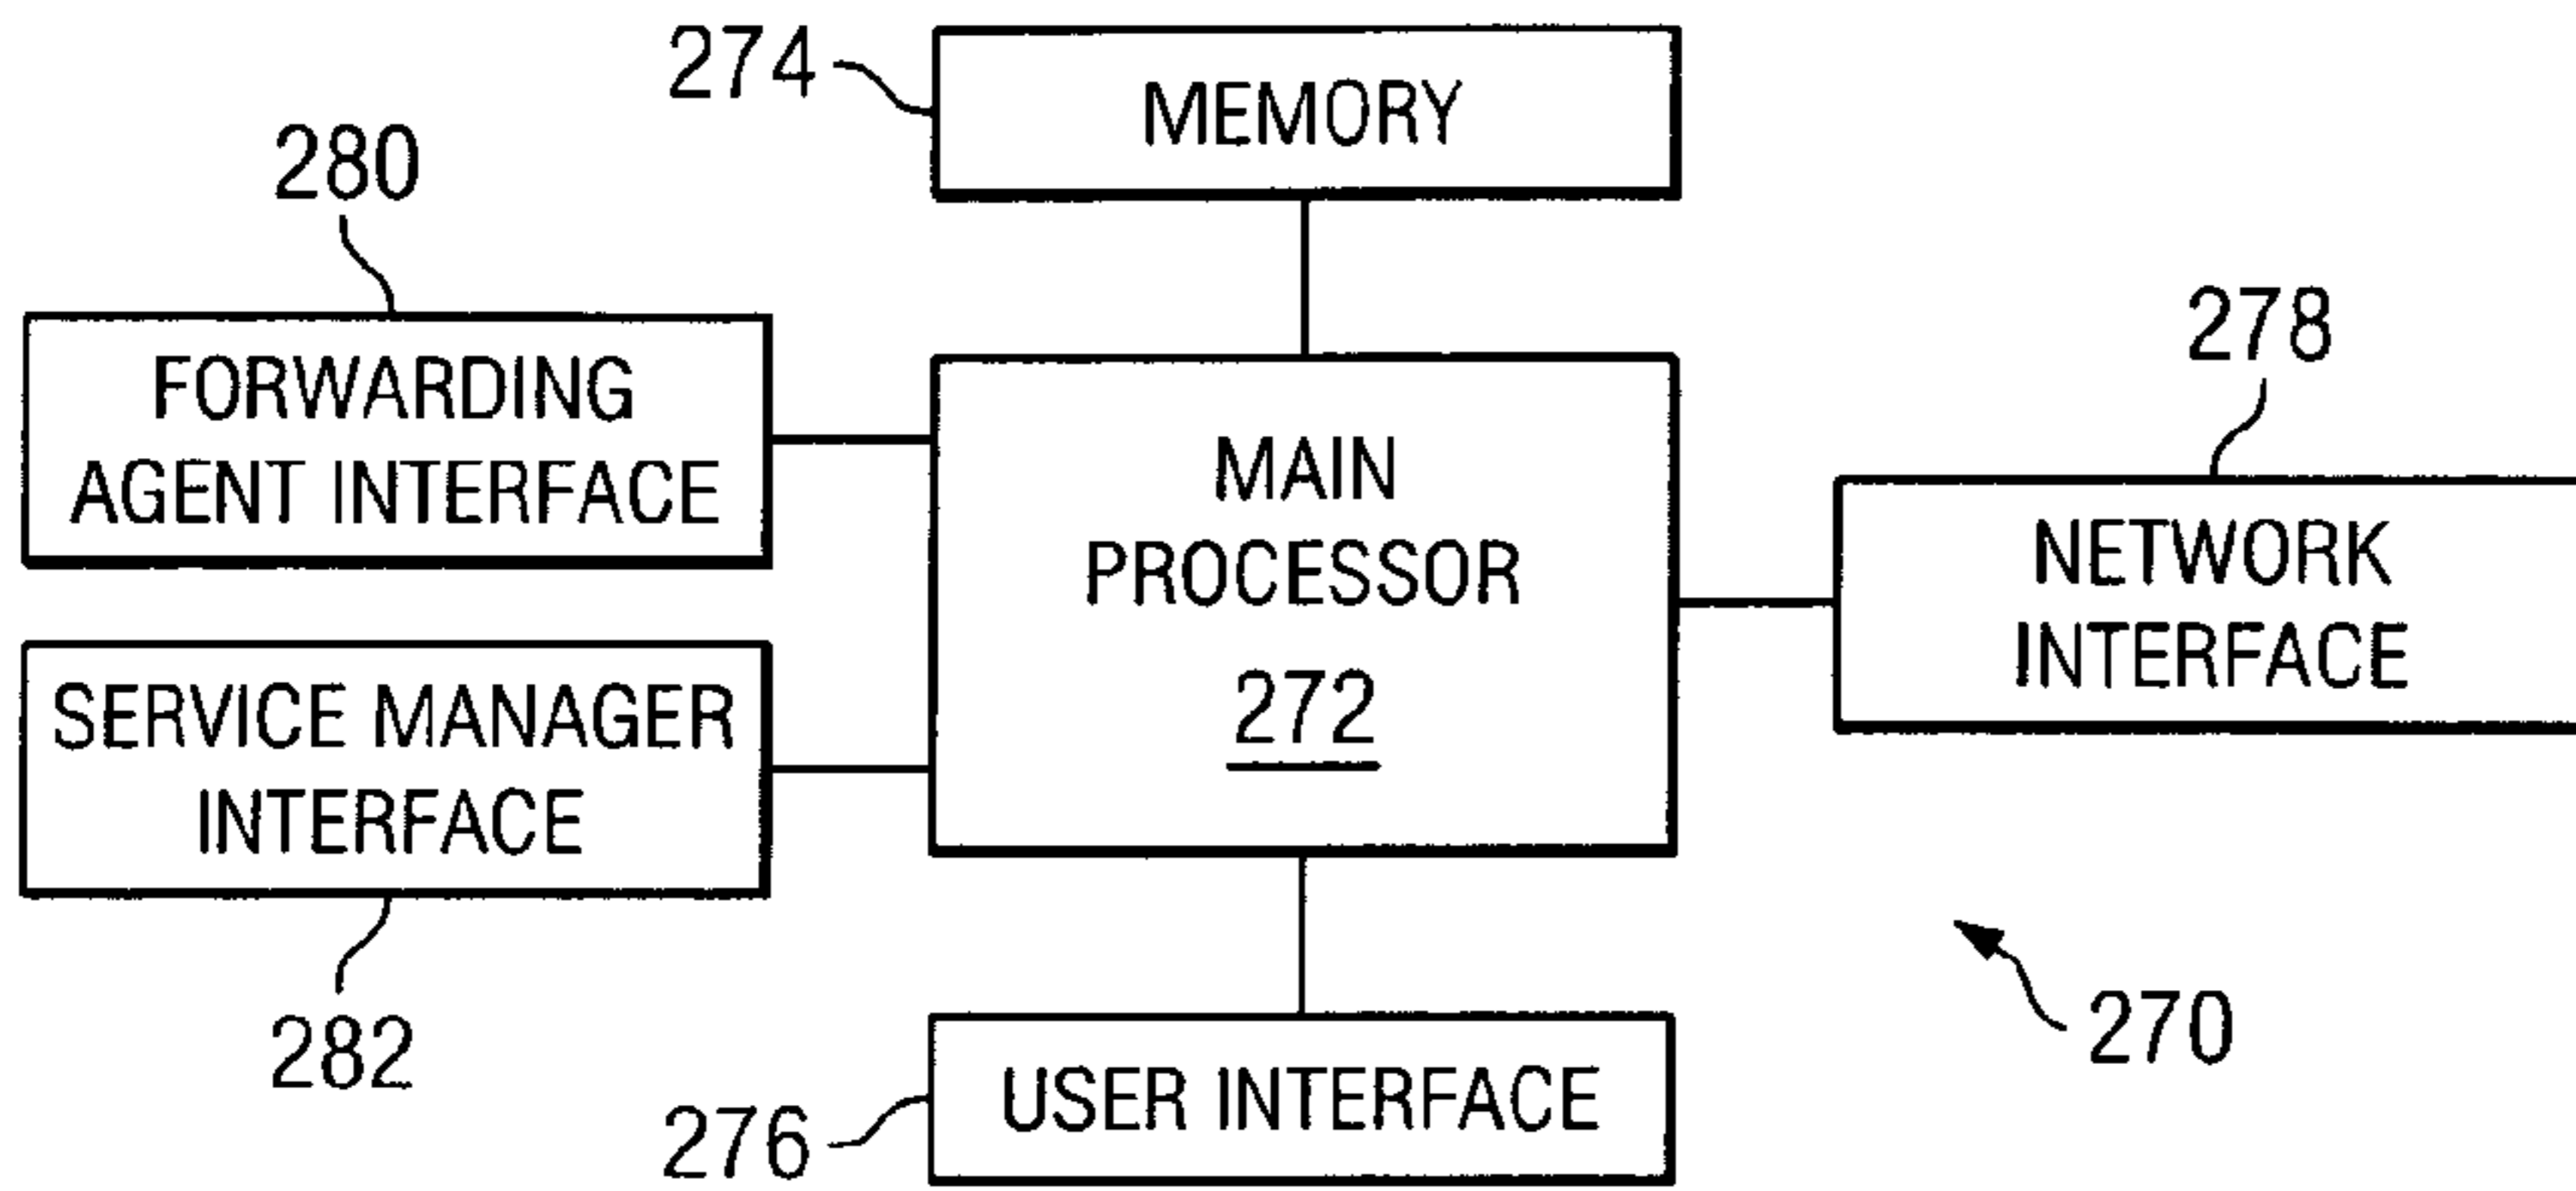 274
MEMORY
280
FORWARDING
AGENT INTERFACE
278
MAIN
PROCESSOR
272
NETWORK
INTERFACE
SERVICE MANAGER
INTERFACE
282
270
276
USER INTERFACE